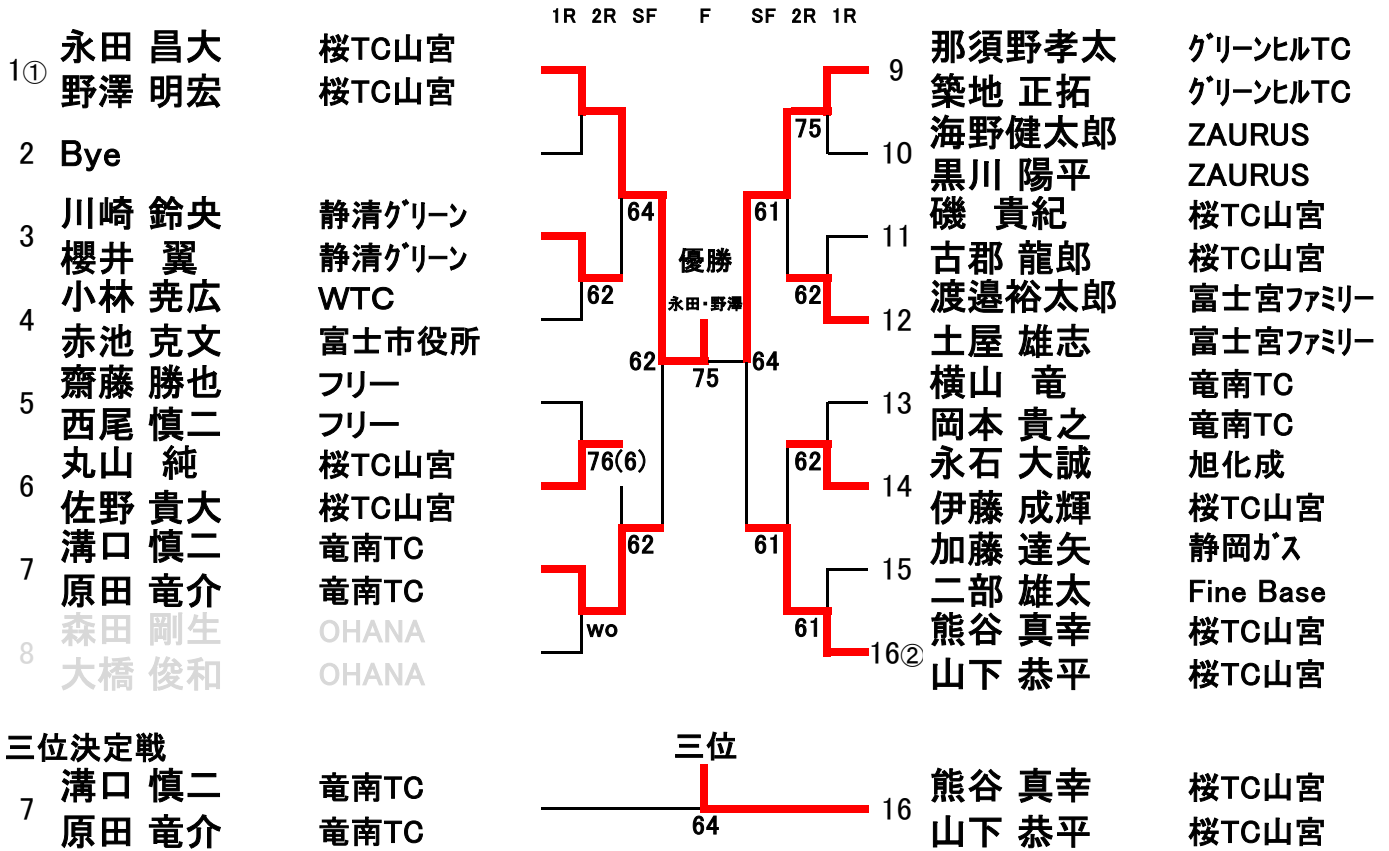 1R 2R SF F SF 2R 1R
1① 永田 昌大 桜TC山宮
野澤 明宏 桜TC山宮
2 Bye
3 川崎 鈴央 静清グリーン
櫻井 翼 静清グリーン
4 小林 尭広 WTC
赤池 克文 富士市役所
5 齋藤 勝也 フリー
西尾 慎二 フリー
6 丸山 純 桜TC山宮
佐野 貴大 桜TC山宮
7 溝口 慎二 竜南TC
原田 竜介 竜南TC
8 森田 剛生 OHANA
大橋 俊和 OHANA
64
62
62
76(6)
62
wo
優勝
永田・野澤
75
75
61
62
64
62
61
61
9 那須野孝太 グリーンヒルTC
築地 正拓 グリーンヒルTC
10 海野健太郎 ZAURUS
黒川 陽平 ZAURUS
11 磯 貴紀 桜TC山宮
古郡 龍郎 桜TC山宮
12 渡邉裕太郎 富士宮ファミリー
土屋 雄志 富士宮ファミリー
13 横山 竜 竜南TC
岡本 貴之 竜南TC
14 永石 大誠 旭化成
伊藤 成輝 桜TC山宮
15 加藤 達矢 静岡ガス
二部 雄太 Fine Base
16② 熊谷 真幸 桜TC山宮
山下 恭平 桜TC山宮
三位決定戦
三位
7 溝口 慎二 竜南TC
原田 竜介 竜南TC
64
16 熊谷 真幸 桜TC山宮
山下 恭平 桜TC山宮